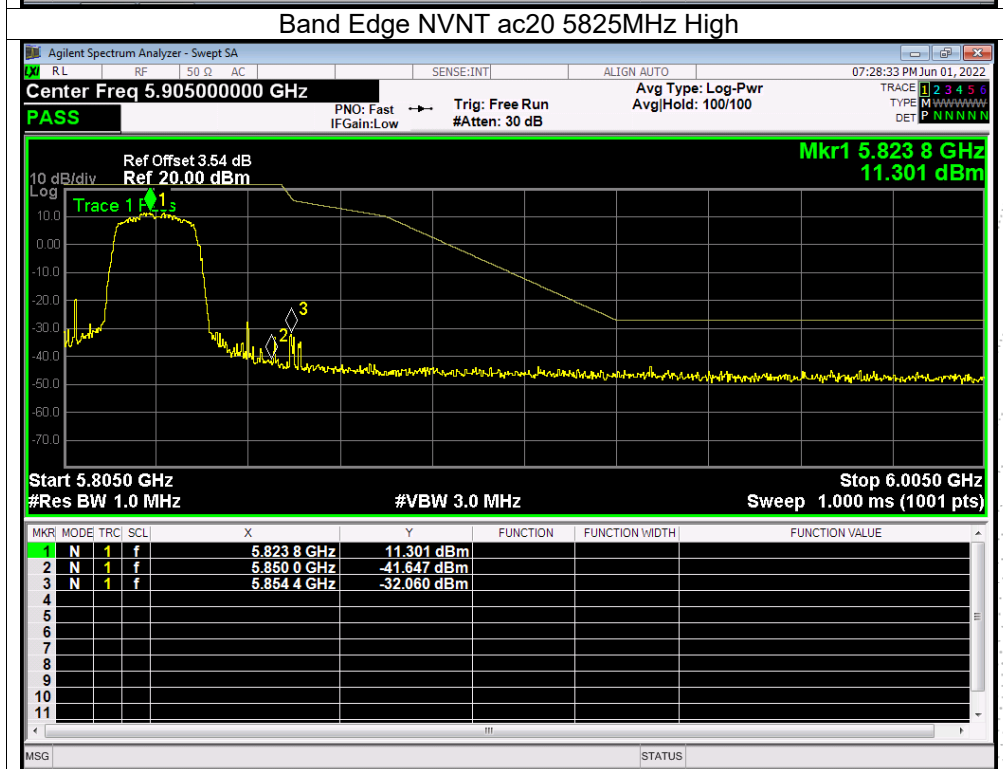 Band Edge NVNT ac20 5825MHz High
Agilent Spectrum Analyzer - Swept SA
LXI RL RF 50 Ω AC SENSE:INT ALIGN AUTO 07:28:33 PM Jun 01, 2022
Center Freq 5.905000000 GHz
PASS
PNO: Fast
IFGain:Low
Trig: Free Run
#Atten: 30 dB
Avg Type: Log-Pwr
Avg|Hold: 100/100
TRACE 1 2 3 4 5 6
TYPE M WWWWW
DET P N N N N N
Mkr1 5.823 8 GHz
11.301 dBm
Ref Offset 3.54 dB
10 dB/div Ref 20.00 dBm
Log
Trace 1 Pass
1
2
3
10.0
0.00
-10.0
-20.0
-30.0
-40.0
-50.0
-60.0
-70.0
Start 5.8050 GHz Stop 6.0050 GHz
#Res BW 1.0 MHz #VBW 3.0 MHz Sweep 1.000 ms (1001 pts)
MKR MODE TRC SCL X Y FUNCTION FUNCTION WIDTH FUNCTION VALUE
1 N 1 f 5.823 8 GHz 11.301 dBm
2 N 1 f 5.850 0 GHz -41.647 dBm
3 N 1 f 5.854 4 GHz -32.060 dBm
4
5
6
7
8
9
10
11
MSG STATUS